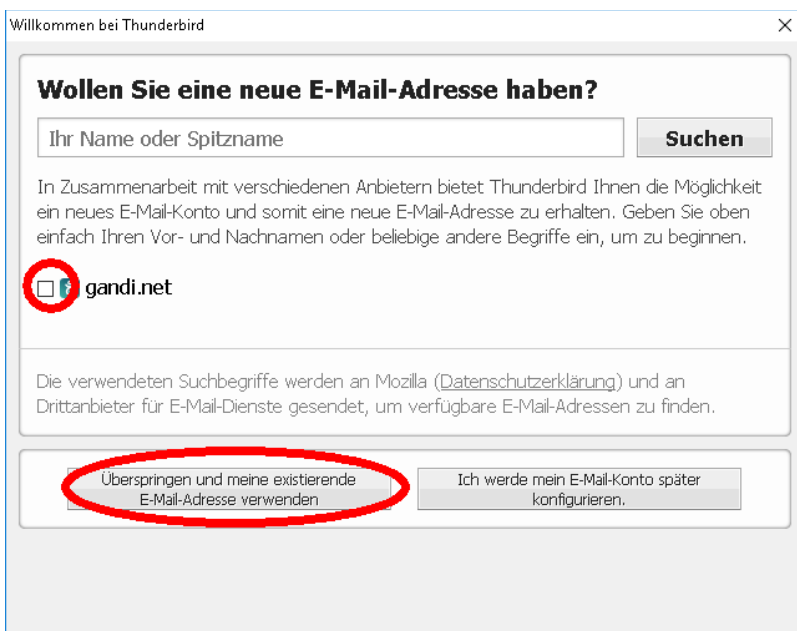 Willkommen bei Thunderbird
Wollen Sie eine neue E-Mail-Adresse haben?
Ihr Name oder Spitzname
Suchen
In Zusammenarbeit mit verschiedenen Anbietern bietet Thunderbird Ihnen die Möglichkeit
ein neues E-Mail-Konto und somit eine neue E-Mail-Adresse zu erhalten. Geben Sie oben
einfach Ihren Vor- und Nachnamen oder beliebige andere Begriffe ein, um zu beginnen.
gandi.net
Die verwendeten Suchbegriffe werden an Mozilla (Datenschutzerklärung) und an
Drittanbieter für E-Mail-Dienste gesendet, um verfügbare E-Mail-Adressen zu finden.
Überspringen und meine existierende
E-Mail-Adresse verwenden
Ich werde mein E-Mail-Konto später
konfigurieren.